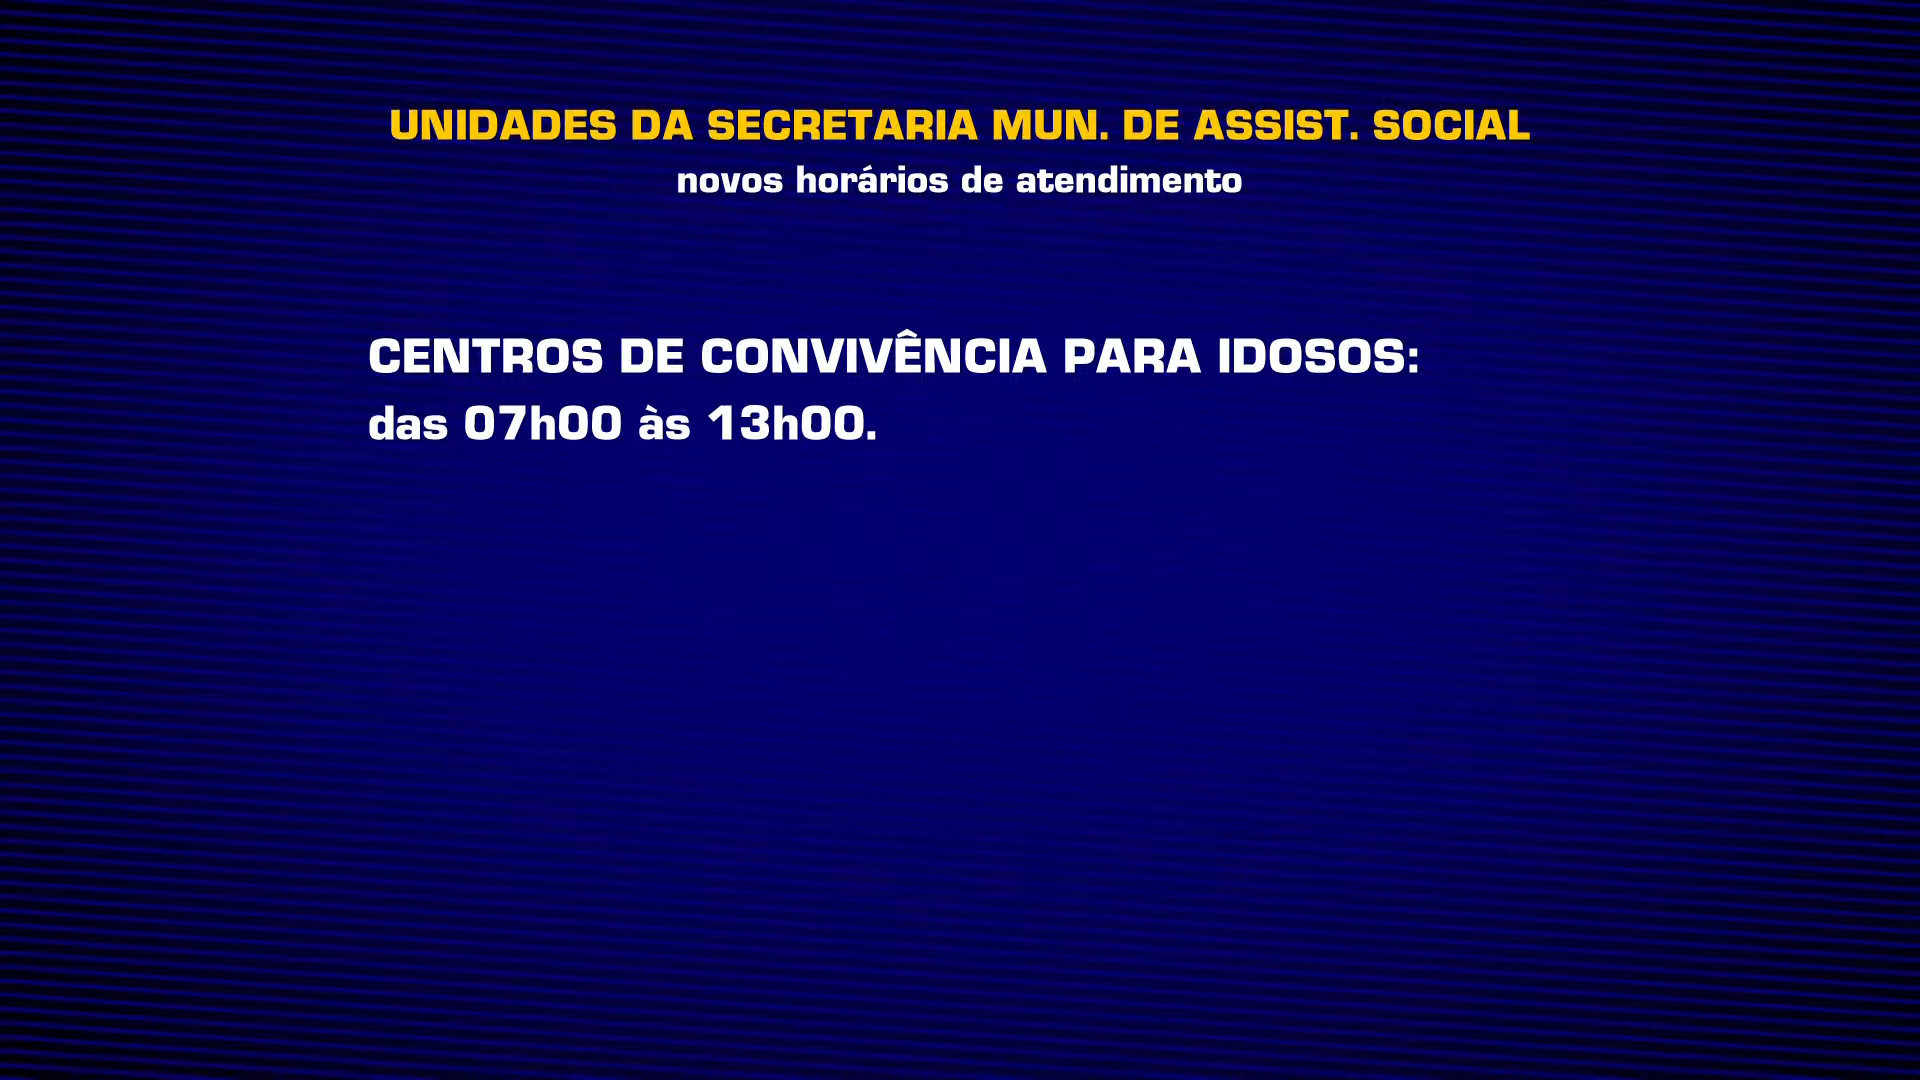 UNIDADES DA SECRETARIA MUN. DE ASSIST. SOCIAL
novos horários de atendimento
CENTROS DE CONVIVÊNCIA PARA IDOSOS:
das 07h00 às 13h00.